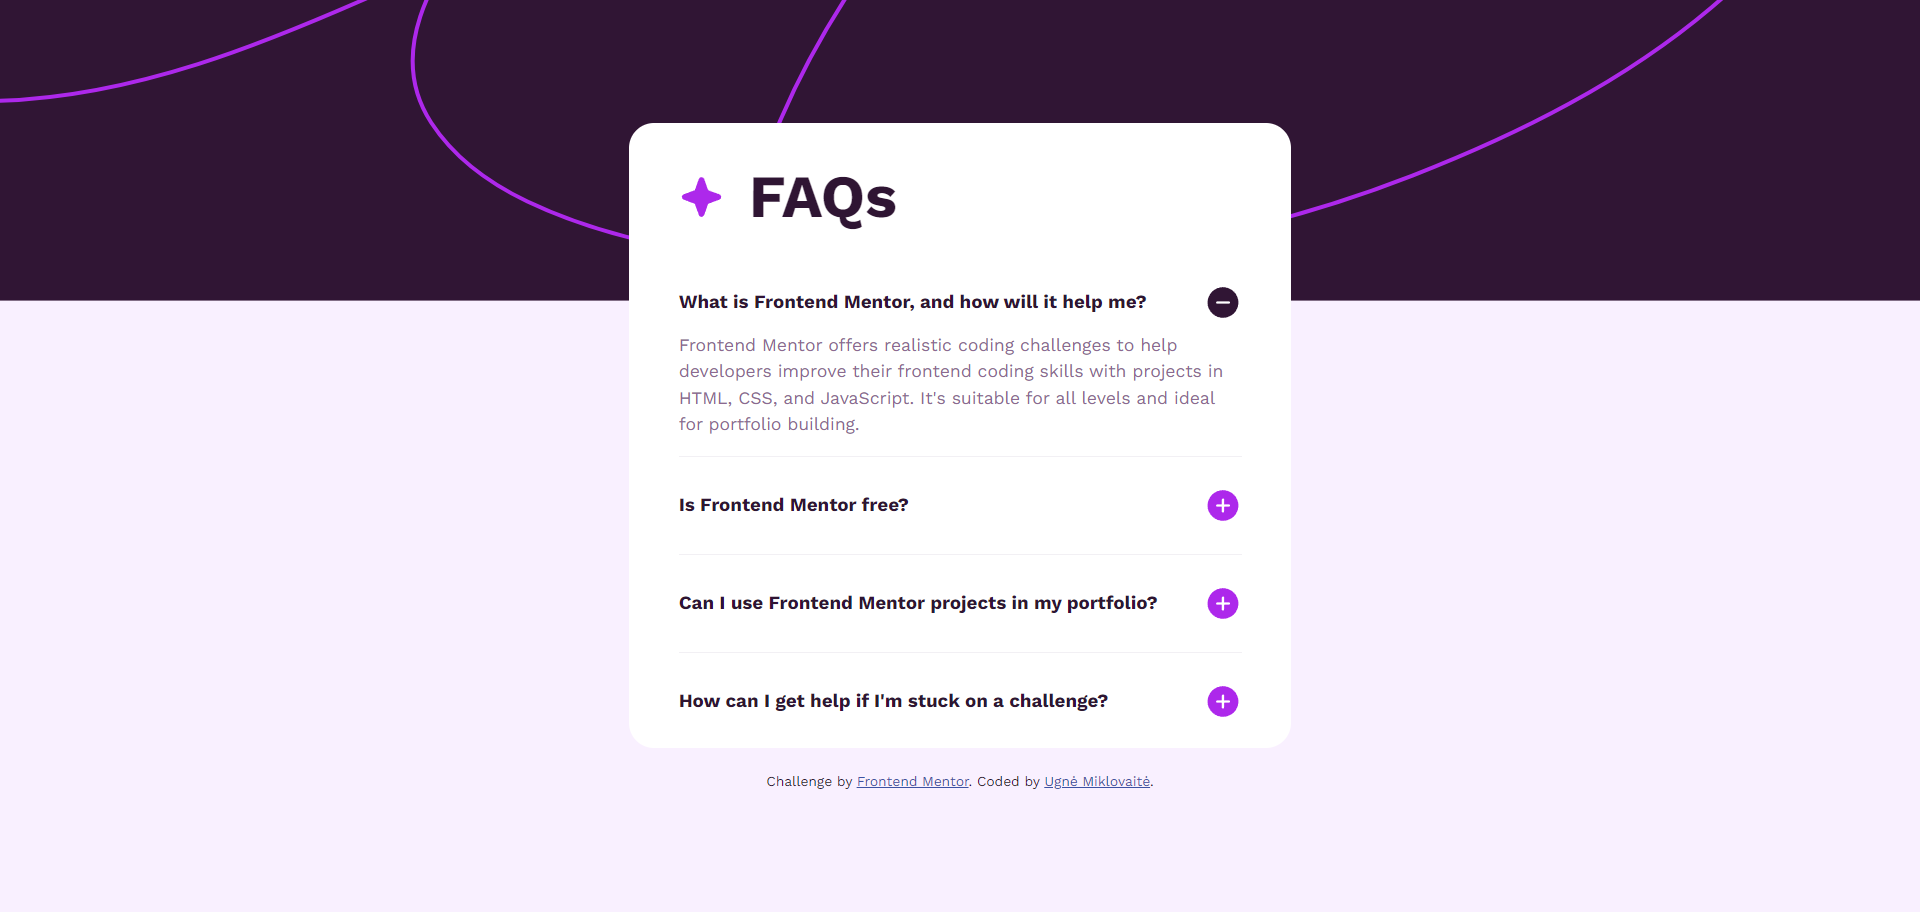 FAQs
What is Frontend Mentor, and how will it help me?
Frontend Mentor offers realistic coding challenges to help
developers improve their frontend coding skills with projects in
HTML, CSS, and JavaScript. It's suitable for all levels and ideal
for portfolio building.
Is Frontend Mentor free?
Can I use Frontend Mentor projects in my portfolio?
How can I get help if I'm stuck on a challenge?
Challenge by Frontend Mentor. Coded by Ugnė Miklovaitė.